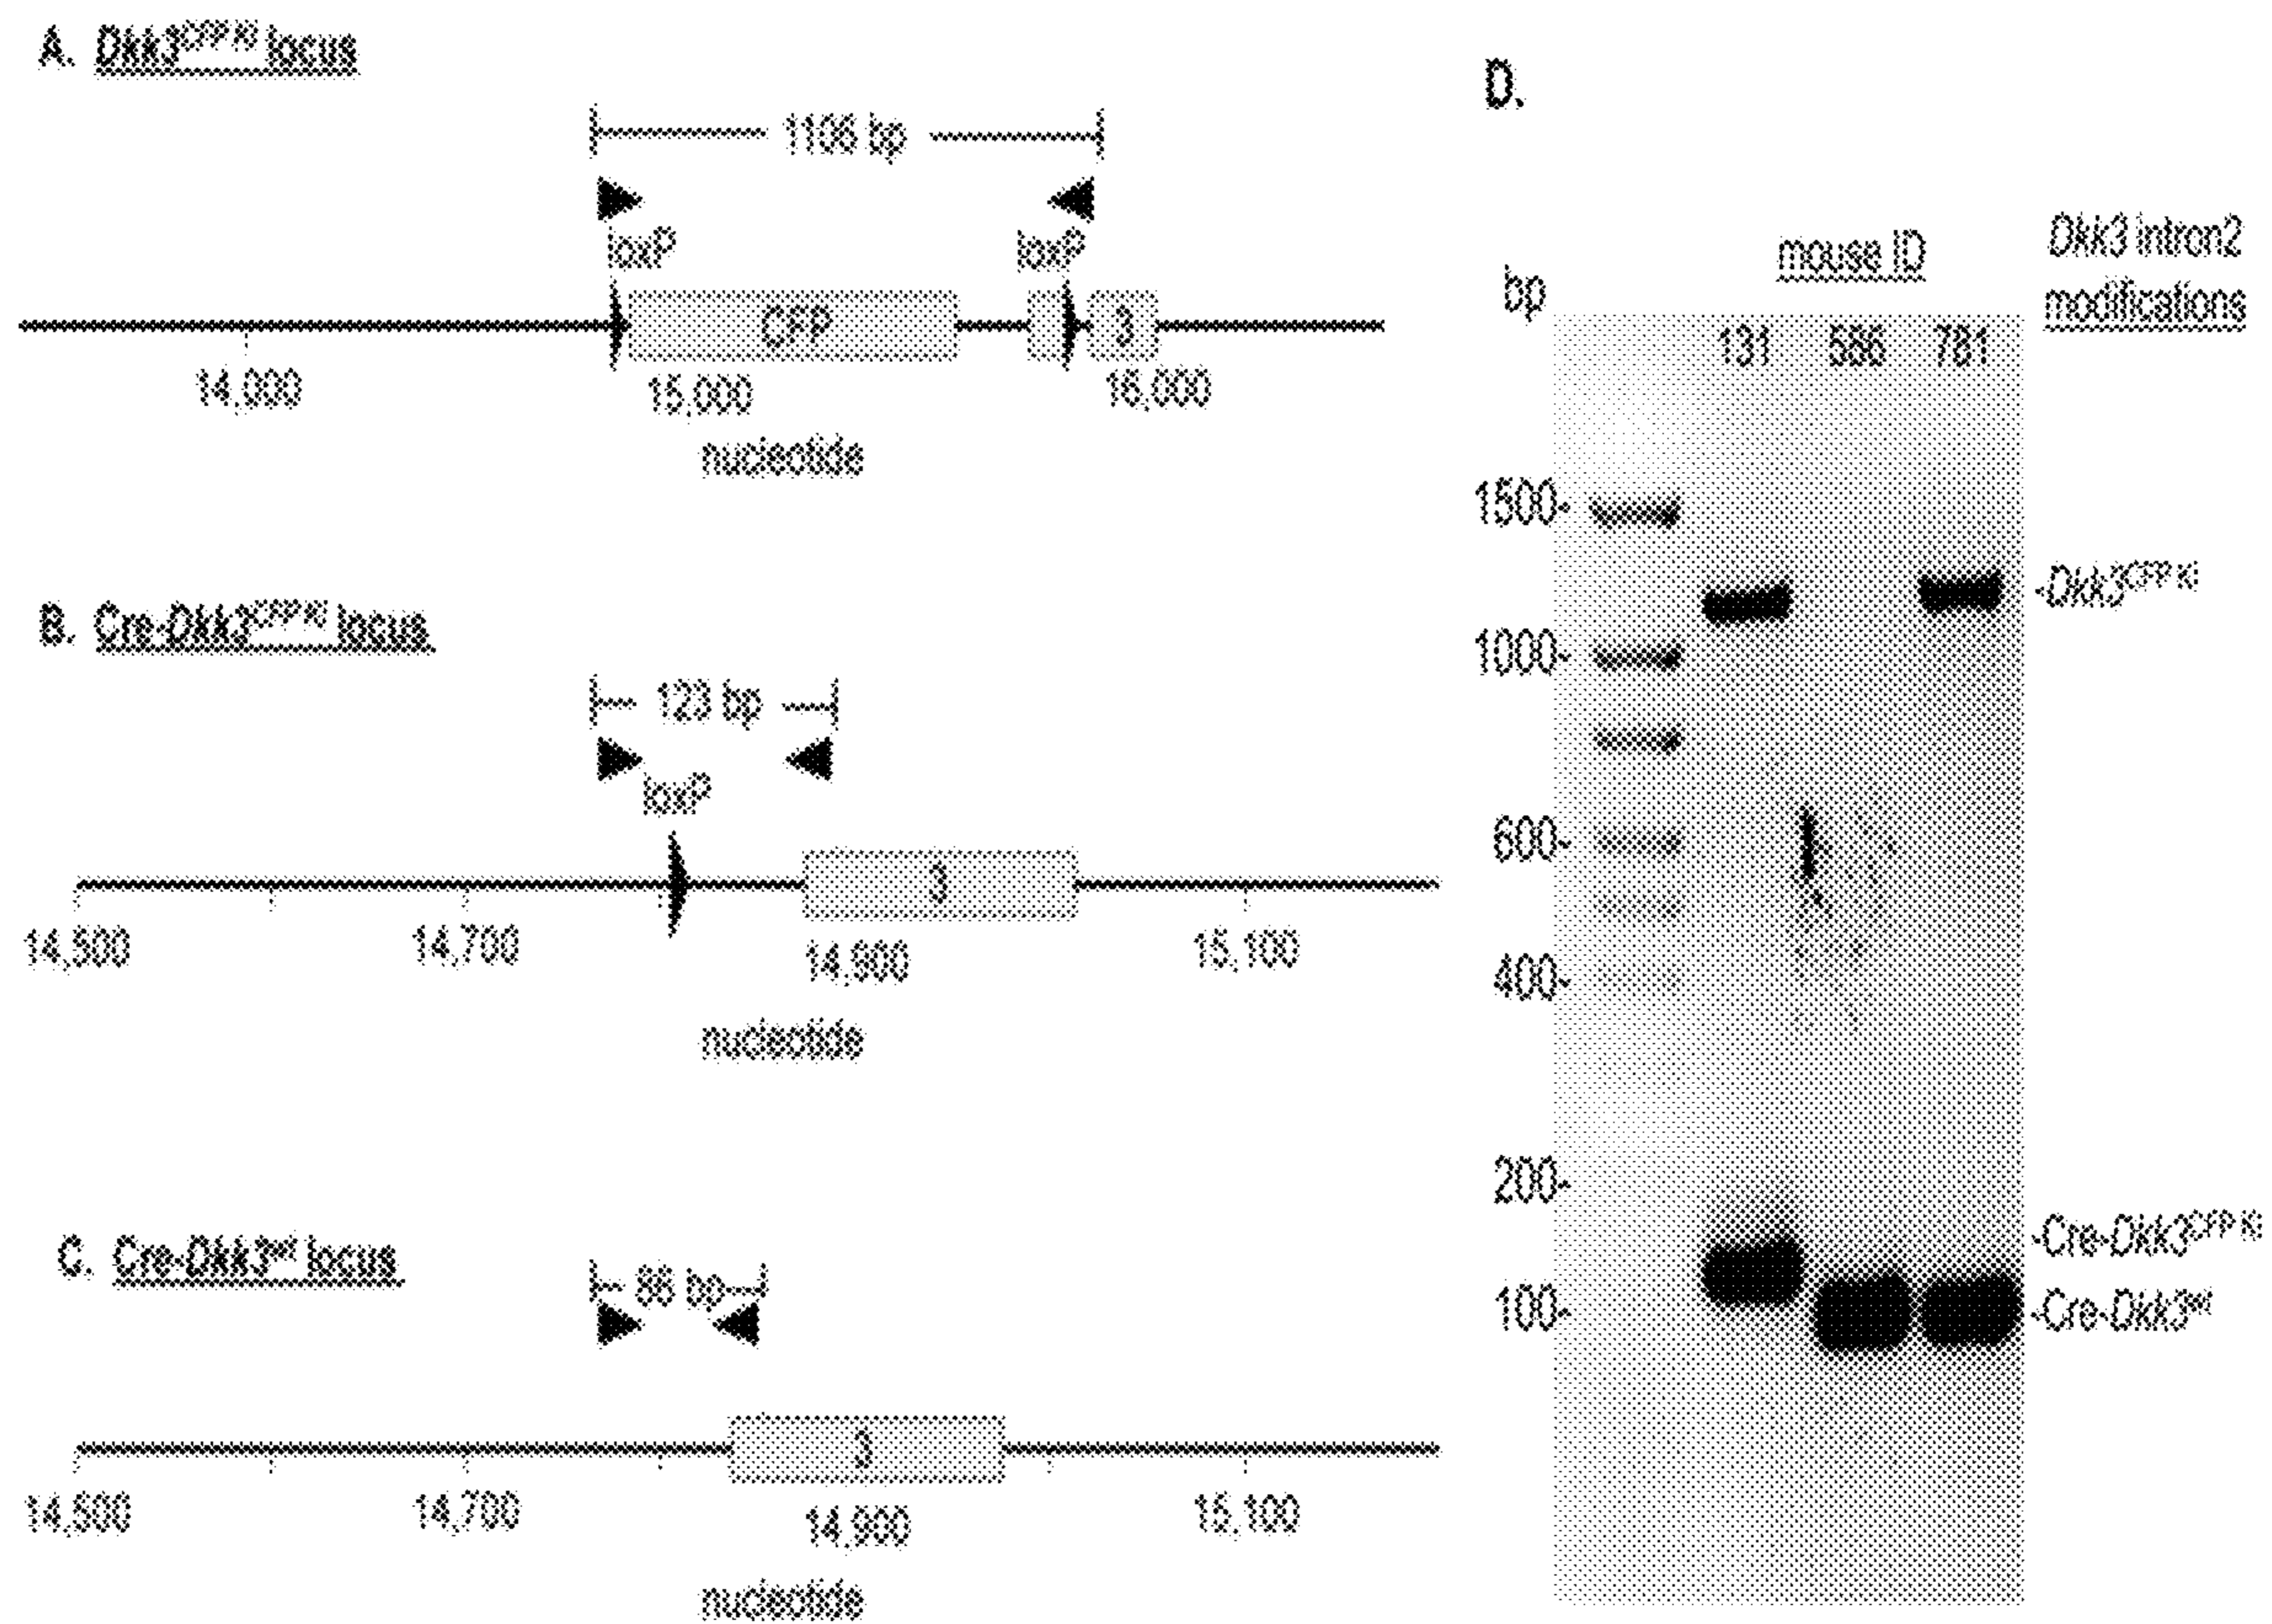 A. Dkk3CFP KI locus
1106 bp
loxP loxP
CFP 3
14,000 15,000 16,000
nucleotide
B. Cre-Dkk3CFP KI locus
123 bp
loxP
3
14,500 14,700 14,900 15,100
nucleotide
C. Cre-Dkk3wt locus
86 bp
3
14,500 14,700 14,900 15,100
nucleotide
D.
mouse ID
Dkk3 intron2
modifications
bp
131 586 781
1500-
-Dkk3CFP KI
1000-
600-
400-
200-
-Cre-Dkk3CFP KI
100- -Cre-Dkk3wt